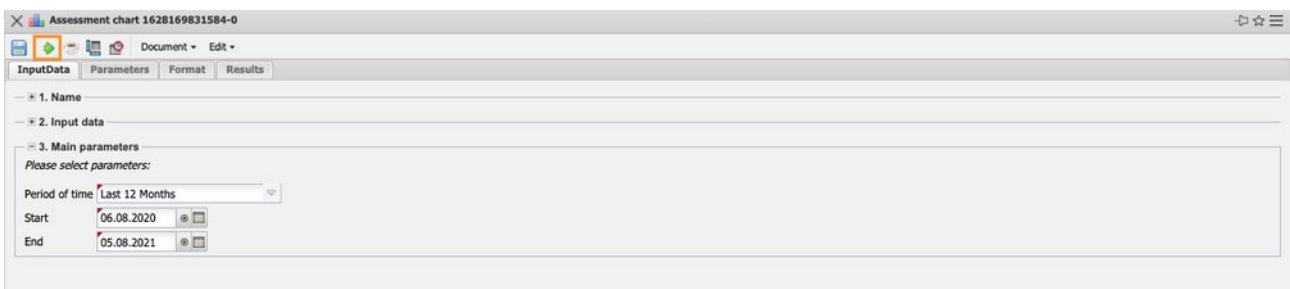 Assessment chart 1628169831584-0
Document Edit
InputData Parameters Format Results
1. Name
2. Input data
3. Main parameters
Please select parameters:
Period of time Last 12 Months
Start 06.08.2020
End 05.08.2021